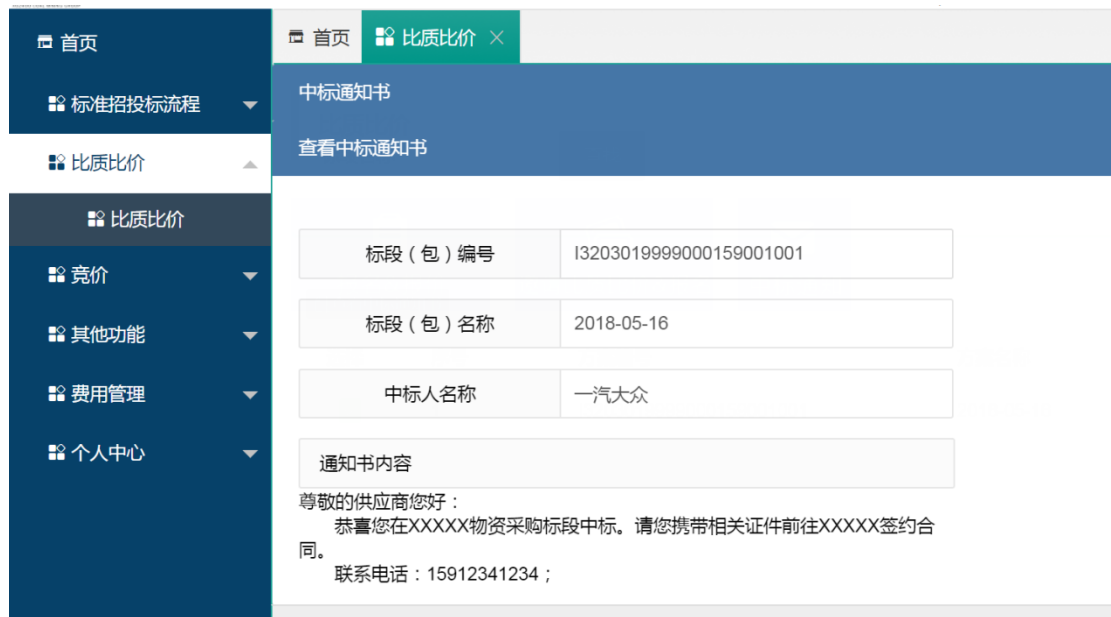 首页
标准招投标流程
比质比价
比质比价
竞价
其他功能
费用管理
个人中心
首页
比质比价
中标通知书
查看中标通知书
标段（包）编号
I3203019999000159001001
标段（包）名称
2018-05-16
中标人名称
一汽大众
通知书内容
尊敬的供应商您好：
恭喜您在XXXXX物资采购标段中标。请您携带相关证件前往XXXXX签约合
同。
联系电话：15912341234；